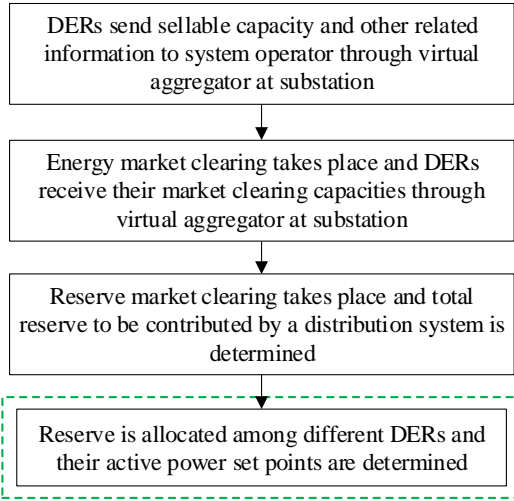 DERs send sellable capacity and other related
information to system operator through virtual
aggregator at substation
Energy market clearing takes place and DERs
receive their market clearing capacities through
virtual aggregator at substation
Reserve market clearing takes place and total
reserve to be contributed by a distribution system is
determined
Reserve is allocated among different DERs and
their active power set points are determined